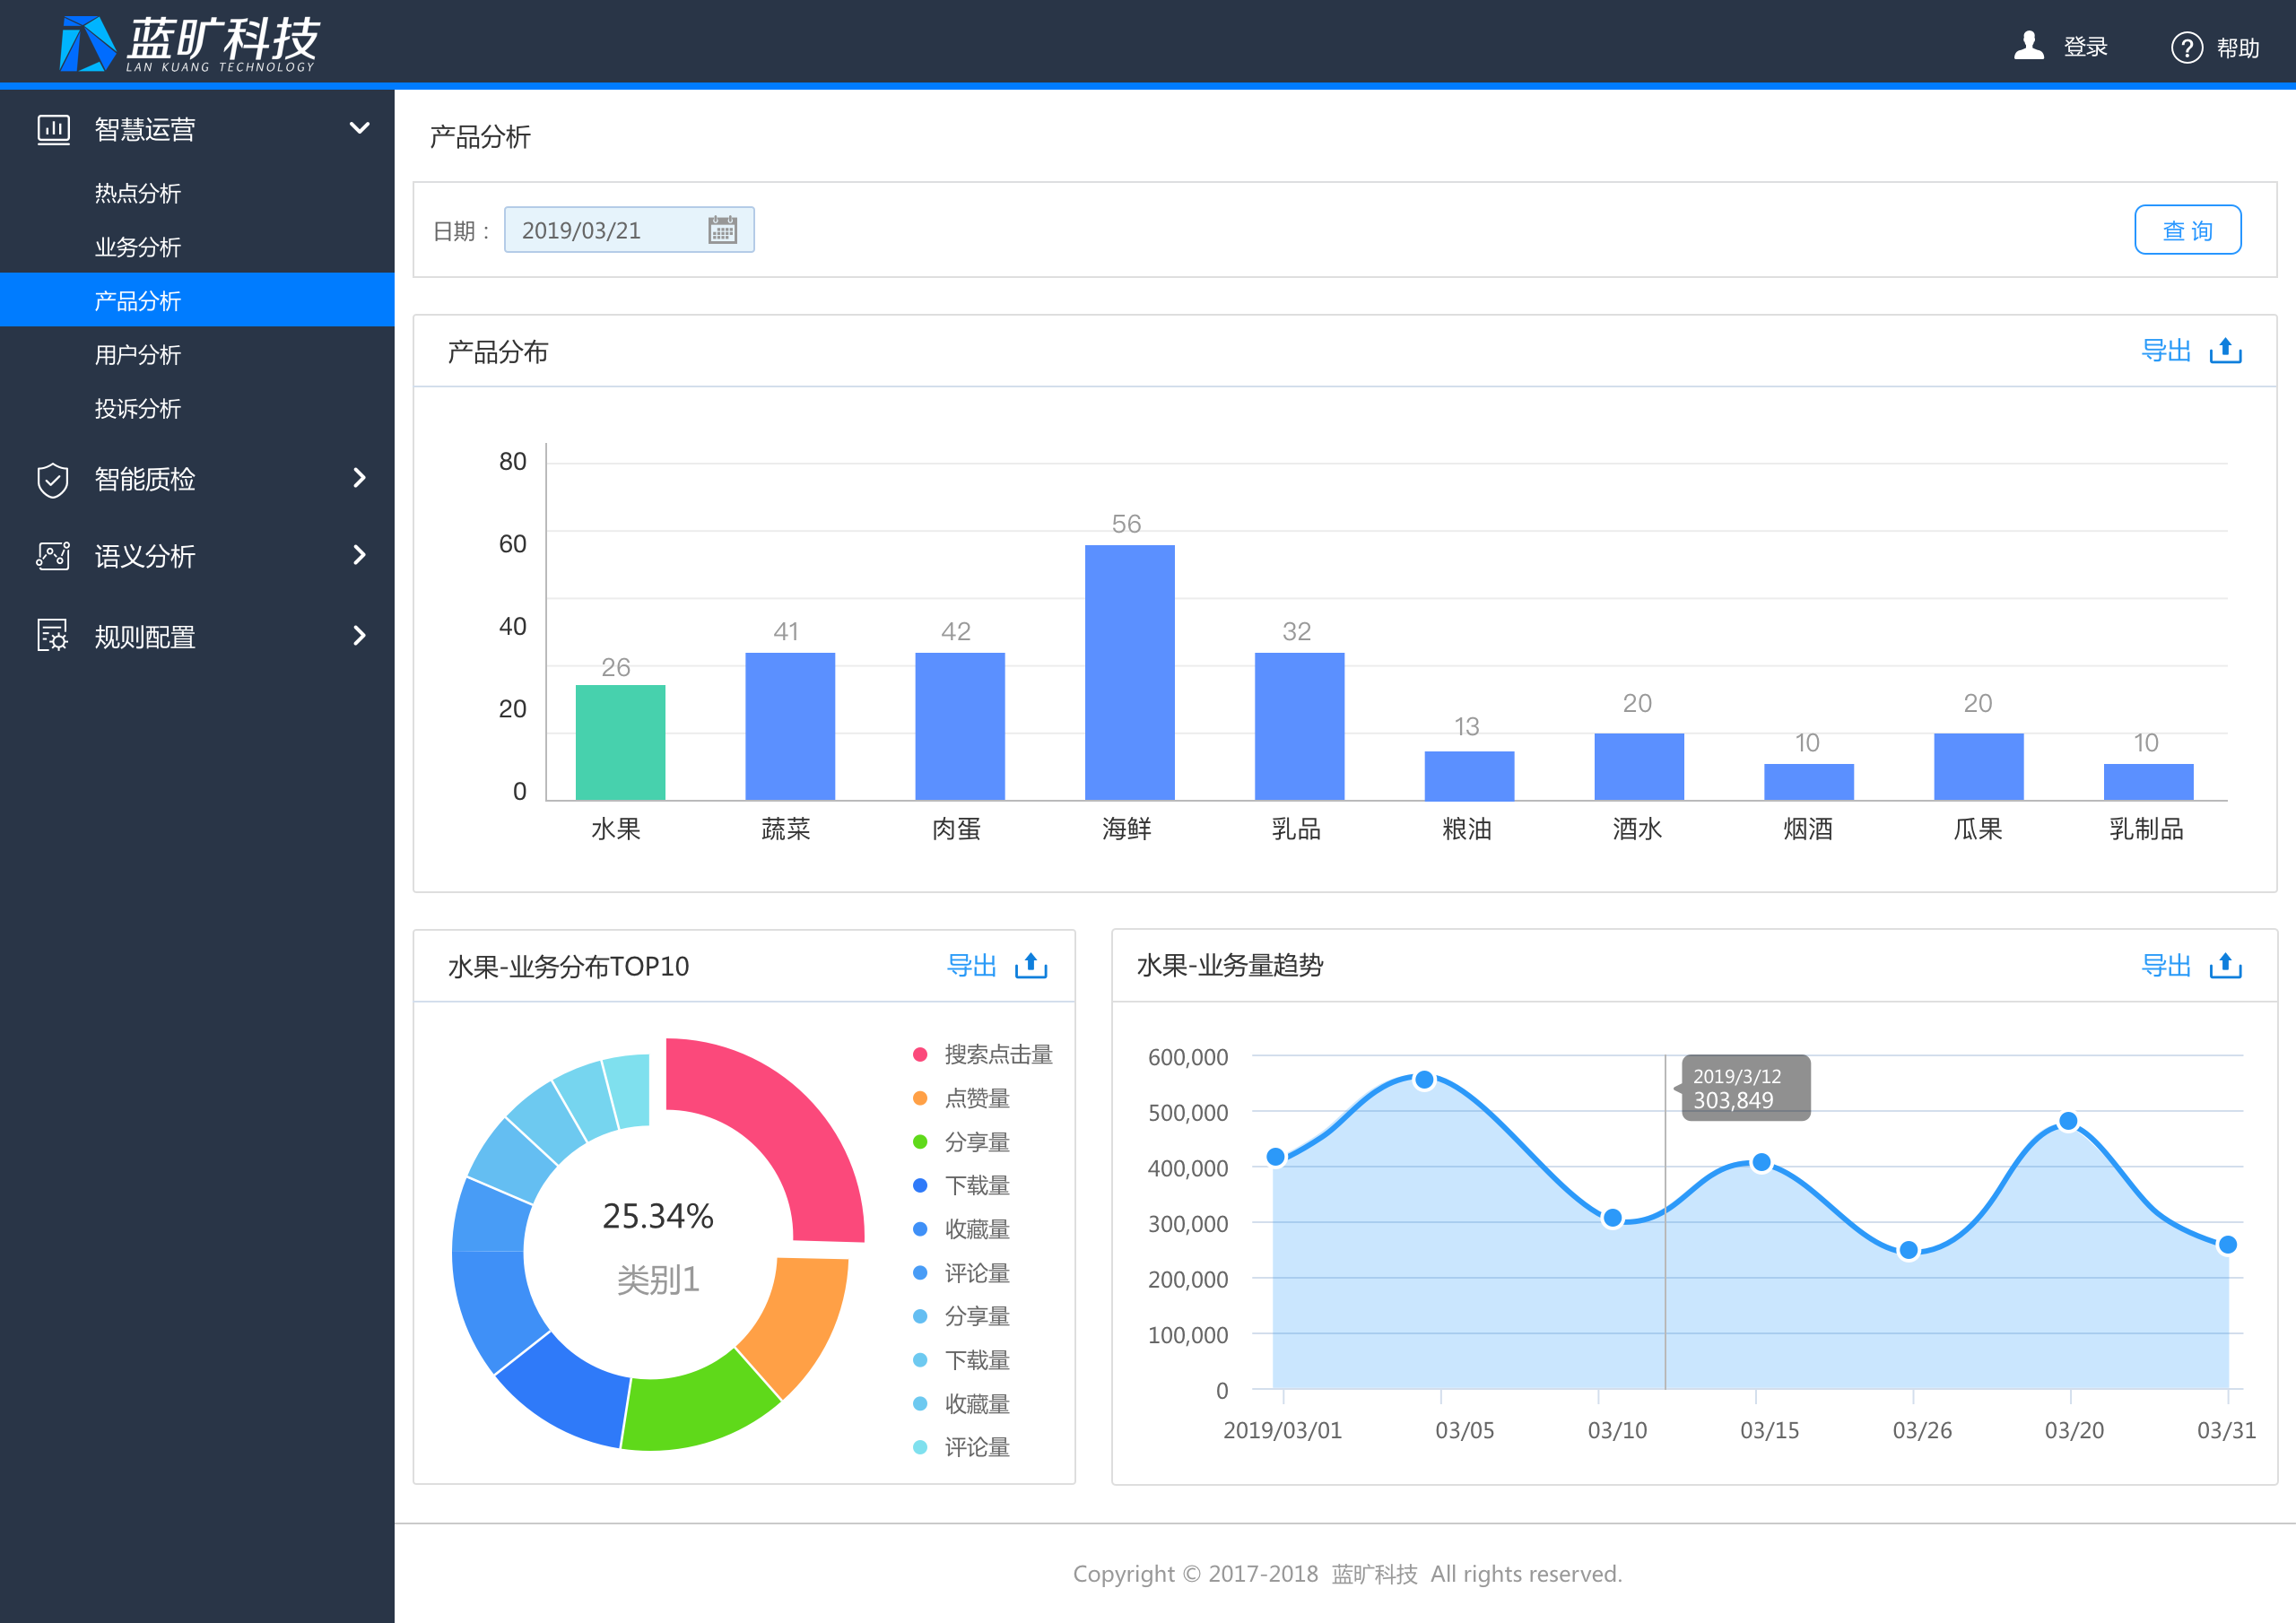 蓝旷科技
LAN KUANG TECHNOLOGY
登录
帮助
智慧运营
热点分析
业务分析
产品分析
用户分析
投诉分析
智能质检
语义分析
规则配置
产品分析
日期：
2019/03/21
查 询
产品分布
导出
80
60
40
20
0
26
41
42
56
32
13
20
10
20
10
水果
蔬菜
肉蛋
海鲜
乳品
粮油
酒水
烟酒
瓜果
乳制品
水果-业务分布TOP10
导出
25.34%
类别1
搜索点击量
点赞量
分享量
下载量
收藏量
评论量
分享量
下载量
收藏量
评论量
水果-业务量趋势
导出
600,000
500,000
400,000
300,000
200,000
100,000
0
2019/3/12
303,849
2019/03/01
03/05
03/10
03/15
03/26
03/20
03/31
Copyright © 2017-2018 蓝旷科技 All rights reserved.